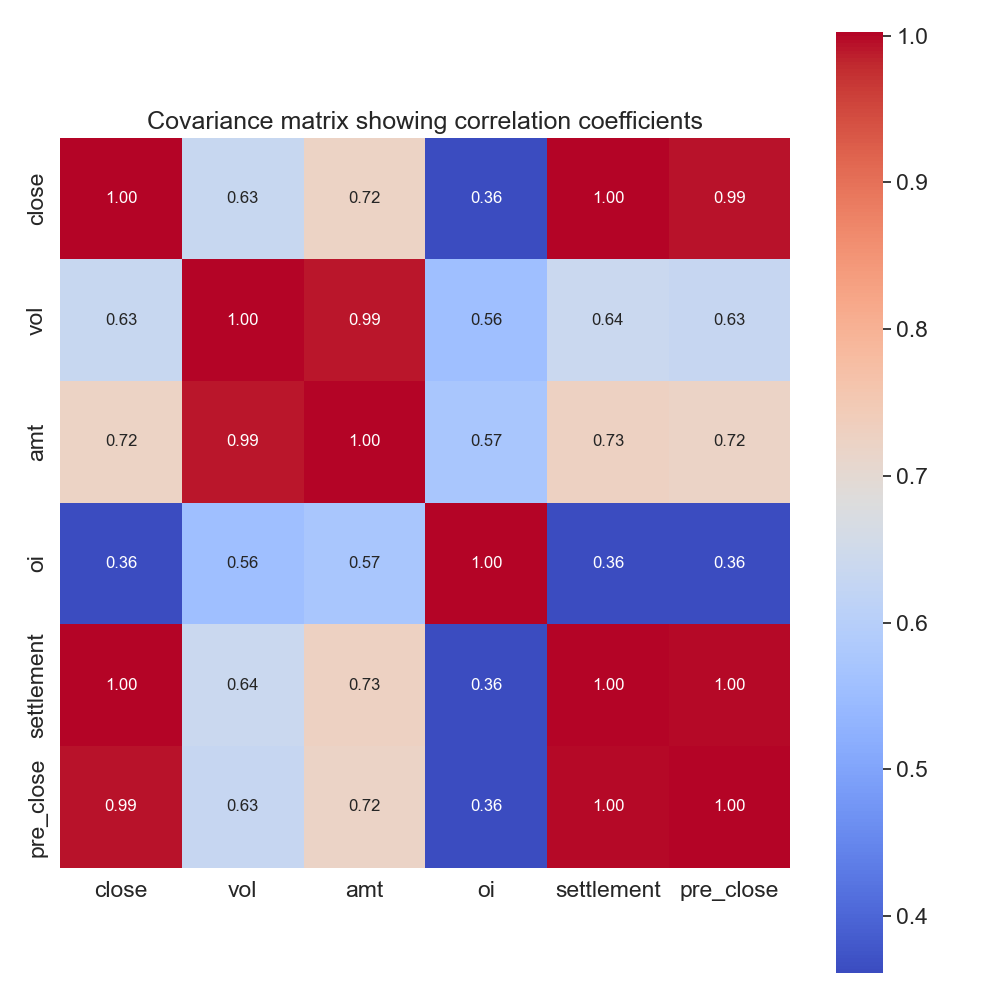 Covariance matrix showing correlation coefficients
close 1.00 0.63 0.72 0.36 1.00 0.99
vol 0.63 1.00 0.99 0.56 0.64 0.63
amt 0.72 0.99 1.00 0.57 0.73 0.72
oi 0.36 0.56 0.57 1.00 0.36 0.36
settlement 1.00 0.64 0.73 0.36 1.00 1.00
pre_close 0.99 0.63 0.72 0.36 1.00 1.00
close vol amt oi settlement pre_close
1.0
0.9
0.8
0.7
0.6
0.5
0.4